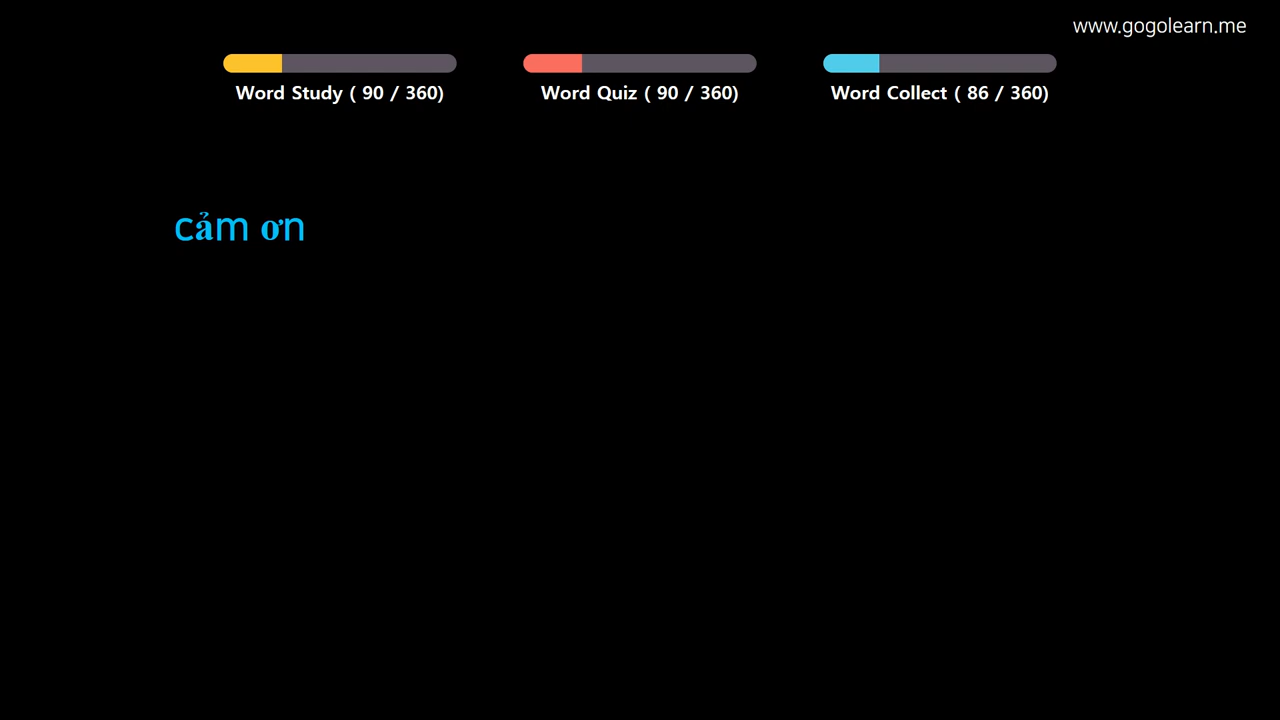 www.gogolearn.me
Word Study ( 90 / 360)
Word Quiz ( 90 / 360)
Word Collect ( 86 / 360)
cảm ơn